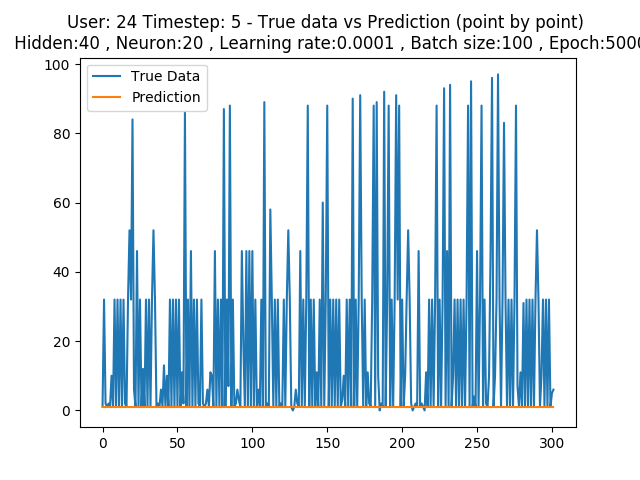 User: 24 Timestep: 5 - True data vs Prediction (point by point)
Hidden:40 , Neuron:20 , Learning rate:0.0001 , Batch size:100 , Epoch:5000
True Data
Prediction
100
80
60
40
20
0
0 50 100 150 200 250 300